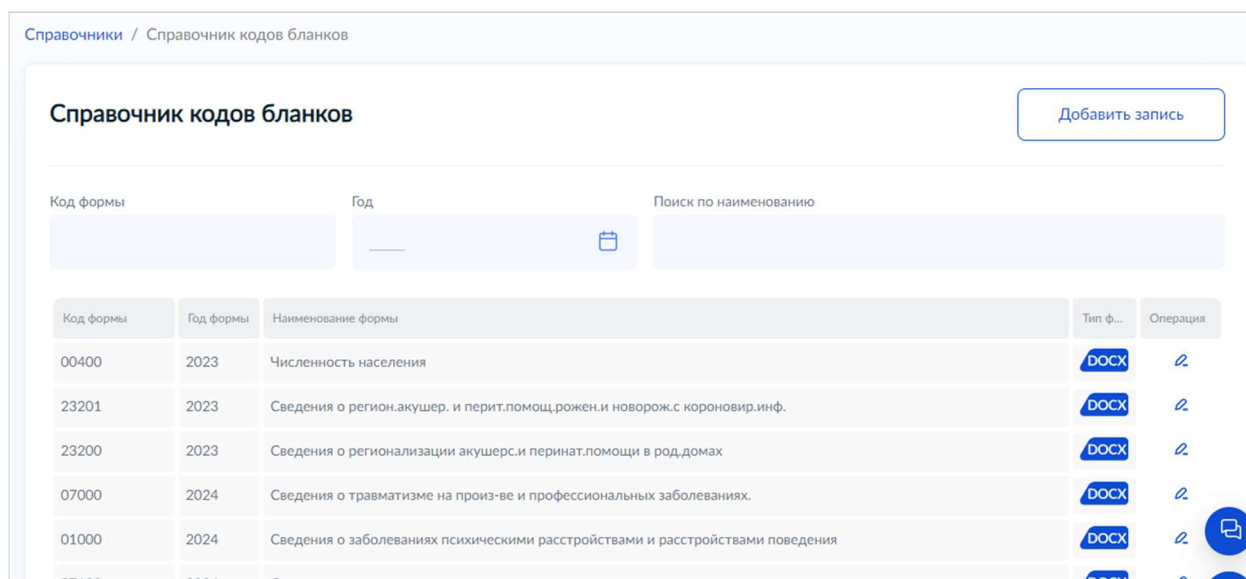 Справочники / Справочник кодов бланков
Справочник кодов бланков
Добавить запись
Код формы Год Поиск по наименованию
Код формы Год формы Наименование формы Тип ф... Операция
00400 2023 Численность населения DOCX
23201 2023 Сведения о регион.акушер. и перит.помощ.рожен.и новорож.с короновир.инф. DOCX
23200 2023 Сведения о регионализации акушерс.и перинат.помощи в род.домах DOCX
07000 2024 Сведения о травматизме на произ-ве и профессиональных заболеваниях. DOCX
01000 2024 Сведения о заболеваниях психическими расстройствами и расстройствами поведения DOCX